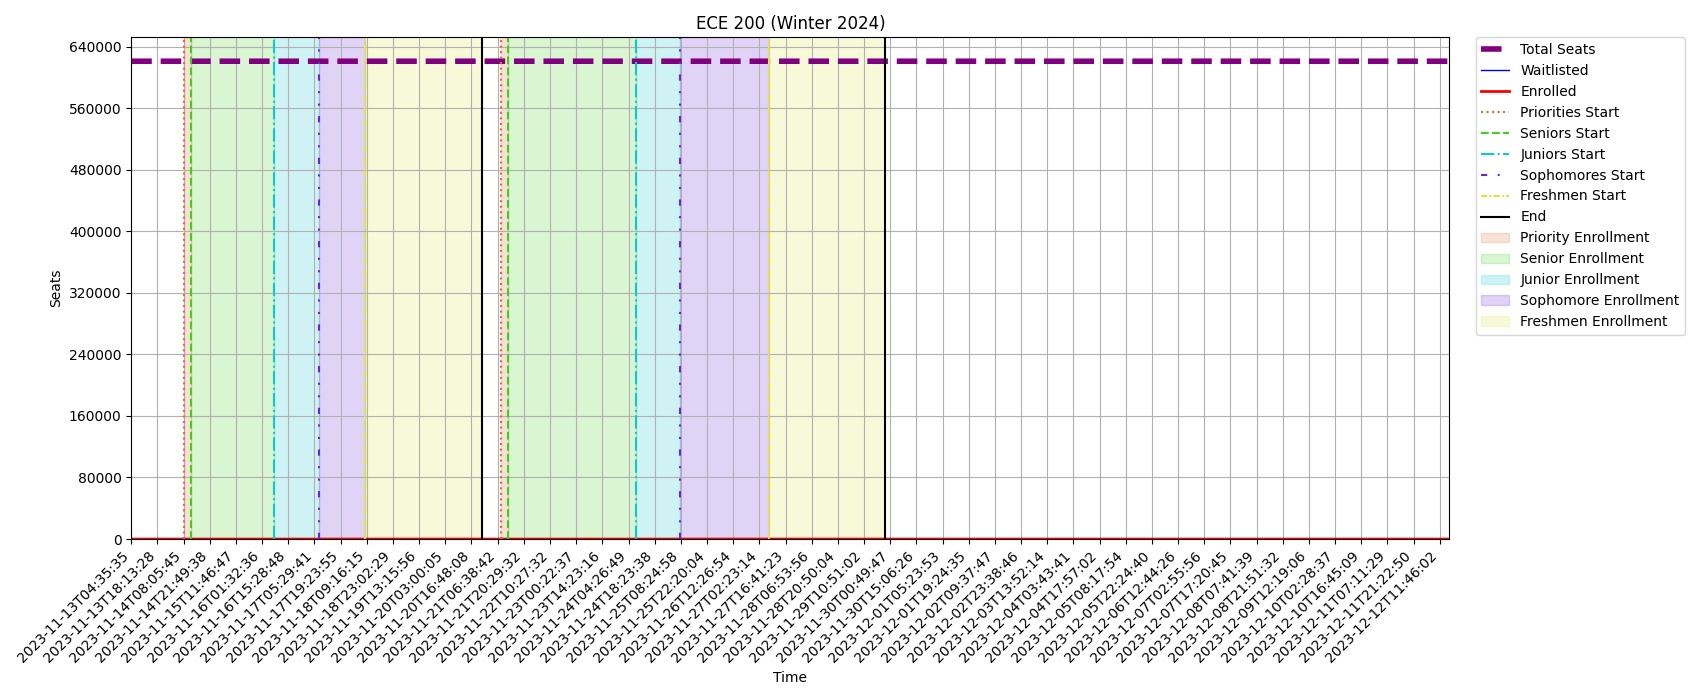 ECE 200 (Winter 2024)
640000
560000
480000
400000
320000
240000
160000
80000
0
Seats
2023-11-13T04:35:35
2023-11-13T18:13:28
2023-11-14T08:05:45
2023-11-14T21:49:38
2023-11-15T11:46:47
2023-11-16T01:32:36
2023-11-16T15:28:48
2023-11-17T05:29:41
2023-11-17T19:23:55
2023-11-18T09:16:15
2023-11-18T23:02:29
2023-11-19T13:15:56
2023-11-20T03:00:05
2023-11-20T16:48:08
2023-11-21T06:38:42
2023-11-21T20:29:32
2023-11-22T10:27:32
2023-11-23T00:22:37
2023-11-23T14:23:16
2023-11-24T04:26:49
2023-11-24T18:23:38
2023-11-25T08:24:58
2023-11-25T22:20:04
2023-11-26T12:26:54
2023-11-27T02:23:14
2023-11-27T16:41:23
2023-11-28T06:53:56
2023-11-28T20:50:04
2023-11-29T10:51:02
2023-11-30T00:49:47
2023-11-30T15:06:26
2023-12-01T05:23:53
2023-12-01T19:24:35
2023-12-02T09:37:47
2023-12-02T23:38:46
2023-12-03T13:52:14
2023-12-04T03:43:41
2023-12-04T17:57:02
2023-12-05T08:17:54
2023-12-05T22:24:40
2023-12-06T12:44:26
2023-12-07T02:55:56
2023-12-07T17:20:45
2023-12-08T07:41:39
2023-12-08T21:51:32
2023-12-09T12:19:06
2023-12-10T02:28:37
2023-12-10T16:45:09
2023-12-11T07:11:29
2023-12-11T21:22:50
2023-12-12T11:46:02
Time
Total Seats
Waitlisted
Enrolled
Priorities Start
Seniors Start
Juniors Start
Sophomores Start
Freshmen Start
End
Priority Enrollment
Senior Enrollment
Junior Enrollment
Sophomore Enrollment
Freshmen Enrollment